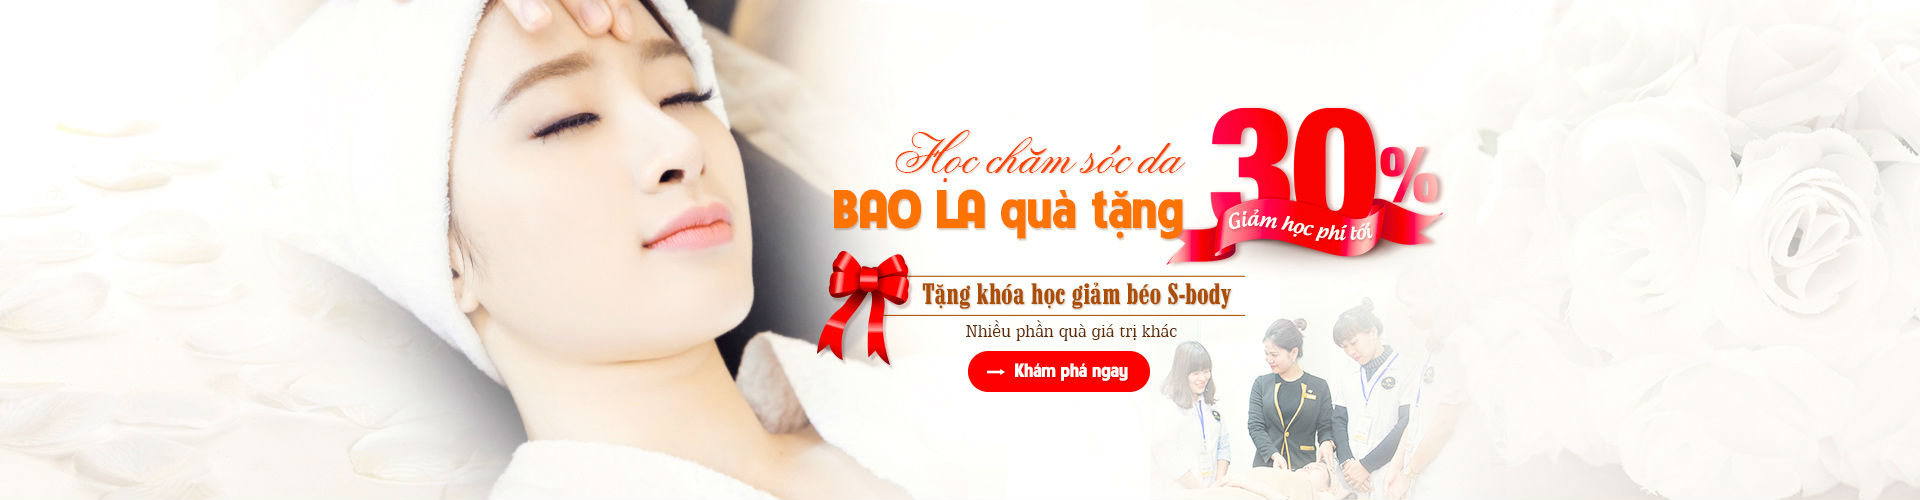 Học chăm sóc da
BAO LA quà tặng
30%
Giảm học phí tới
Tặng khóa học giảm béo S-body
Nhiều phần quà giá trị khác
→ Khám phá ngay